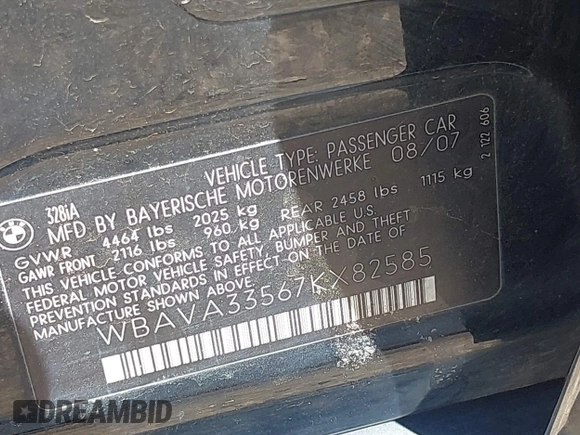 BMW
328iA
VEHICLE TYPE: PASSENGER CAR
MFD BY BAYERISCHE MOTORENWERKE 08/07
GVWR 4464 lbs 2025 kg
GAWR FRONT 2116 lbs 960 kg REAR 2458 lbs 1115 kg
THIS VEHICLE CONFORMS TO ALL APPLICABLE U.S.
FEDERAL MOTOR VEHICLE SAFETY, BUMPER AND THEFT
PREVENTION STANDARDS IN EFFECT ON THE DATE OF
MANUFACTURE SHOWN ABOVE.
WBAVA33567KX82585
2 122 606
DREAMBID